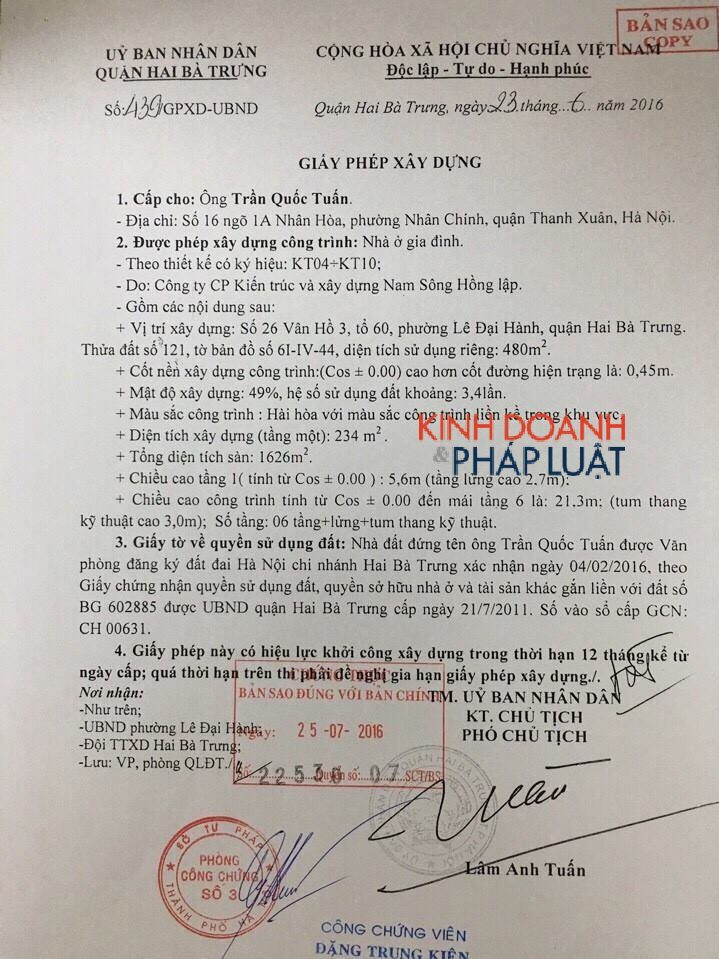 BẢN SAO
COPY
ỦY BAN NHÂN DÂN
QUẬN HAI BÀ TRƯNG
CỘNG HÒA XÃ HỘI CHỦ NGHĨA VIỆT NAM
Độc lập - Tự do - Hạnh phúc
Số:439/GPXD-UBND
Quận Hai Bà Trưng, ngày 23 tháng 6 năm 2016
GIẤY PHÉP XÂY DỰNG
1. Cấp cho: Ông Trần Quốc Tuấn.
- Địa chỉ: Số 16 ngõ 1A Nhân Hòa, phường Nhân Chính, quận Thanh Xuân, Hà Nội.
2. Được phép xây dựng công trình: Nhà ở gia đình.
- Theo thiết kế có ký hiệu: KT04÷KT10;
- Do: Công ty CP Kiến trúc và xây dựng Nam Sông Hồng lập.
- Gồm các nội dung sau:
+ Vị trí xây dựng: Số 26 Vân Hồ 3, tổ 60, phường Lê Đại Hành, quận Hai Bà Trưng.
Thửa đất số 121, tờ bản đồ số 6I-IV-44, diện tích sử dụng riêng: 480m².
+ Cốt nền xây dựng công trình:(Cos ± 0.00) cao hơn cốt đường hiện trạng là: 0,45m.
+ Mật độ xây dựng: 49%, hệ số sử dụng đất khoảng: 3,4lần.
+ Màu sắc công trình : Hài hòa với màu sắc công trình liền kề trong khu vực.
+ Diện tích xây dựng (tầng một): 234 m² .
+ Tổng diện tích sàn: 1626m².
KINH DOANH
& PHÁP LUẬT
+ Chiều cao tầng 1( tính từ Cos ± 0.00 ) : 5,6m (tầng lửng cao 2,7m);
+ Chiều cao công trình tính từ Cos ± 0.00 đến mái tầng 6 là: 21,3m; (tum thang
kỹ thuật cao 3,0m); Số tầng: 06 tầng+lửng+tum thang kỹ thuật.
3. Giấy tờ về quyền sử dụng đất: Nhà đất đứng tên ông Trần Quốc Tuấn được Văn
phòng đăng ký đất đai Hà Nội chi nhánh Hai Bà Trưng xác nhận ngày 04/02/2016, theo
Giấy chứng nhận quyền sử dụng đất, quyền sở hữu nhà ở và tài sản khác gắn liền với đất số
BG 602885 được UBND quận Hai Bà Trưng cấp ngày 21/7/2011. Số vào sổ cấp GCN:
CH 00631.
4. Giấy phép này có hiệu lực khởi công xây dựng trong thời hạn 12 tháng kể từ
ngày cấp; quá thời hạn trên thì phải đề nghị gia hạn giấy phép xây dựng./.
Nơi nhận:
-Như trên;
-UBND phường Lê Đại Hành;
-Đội TTXD Hai Bà Trưng;
-Lưu: VP, phòng QLĐT./.
CHỨNG THỰC
BẢN SAO ĐÚNG VỚI BẢN CHÍNH
Ngày: 25-07-2016
Số: 22536 Quyển số: 07 SCT/BS
TM. ỦY BAN NHÂN DÂN
KT. CHỦ TỊCH
PHÓ CHỦ TỊCH
Lâm Anh Tuấn
SỞ TƯ PHÁP
PHÒNG
CÔNG CHỨNG
SỐ 3
THÀNH PHỐ HÀ
CÔNG CHỨNG VIÊN
ĐẶNG TRUNG KIÊN